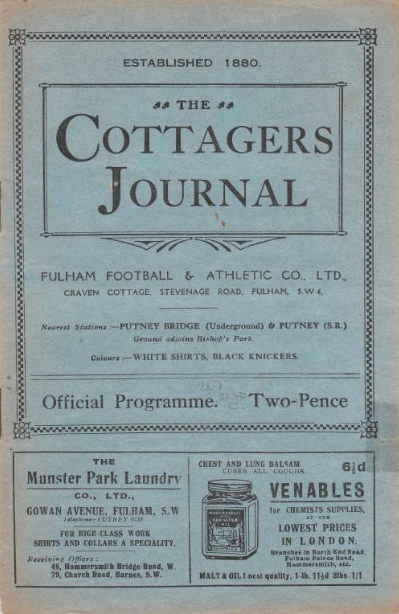 ESTABLISHED 1880.
THE
COTTAGERS
JOURNAL
FULHAM FOOTBALL & ATHLETIC CO., LTD.,
CRAVEN COTTAGE, STEVENAGE ROAD, FULHAM, S.W.6.
Nearest Stations :—PUTNEY BRIDGE (Underground) & PUTNEY (S.R.)
Ground adjoins Bishop's Park.
Colours :—WHITE SHIRTS, BLACK KNICKERS.
Official Programme. Two-Pence
THE
Munster Park Laundry
CO., LTD.,
GOWAN AVENUE, FULHAM, S.W
Telephone—PUTNEY
FOR HIGH-CLASS WORK
SHIRTS AND COLLARS A SPECIALITY.
Receiving Offices :
48, Hammersmith Bridge Road, W.
79, Church Road, Barnes, S.W.
CHEST AND LUNG BALSAM
CURES ALL COUGHS. 6½d
VENABLES
for CHEMISTS SUPPLIES,
AT THE
LOWEST PRICES
IN LONDON.
Branches in North End Road,
Fulham Palace Road,
Hammersmith, etc.
MALT & OIL finest quality, 1-lb. 11½d 2lbs. 1/1